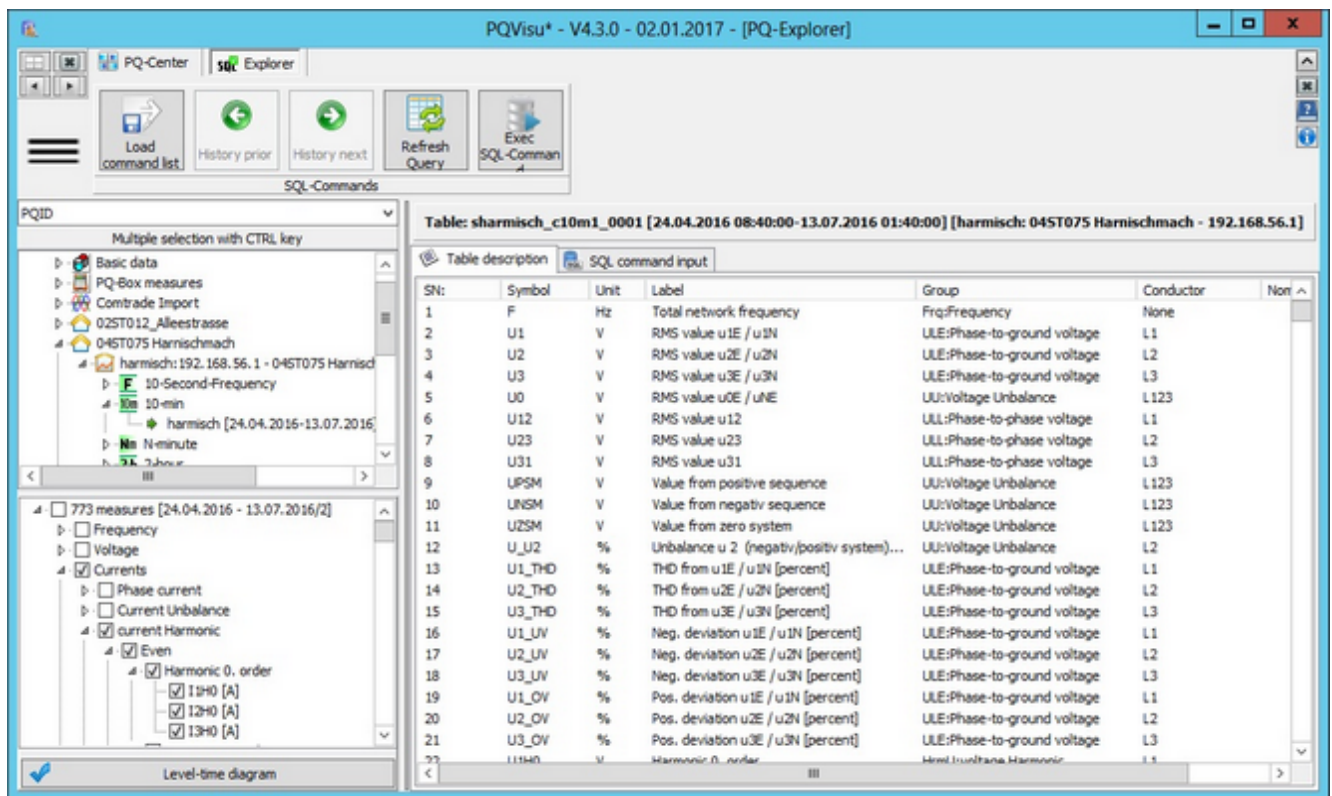 PQVisu* - V4.3.0 - 02.01.2017 - [PQ-Explorer]
PQ-Center
SQL Explorer
Load command list
History prior
History next
Refresh Query
Exec SQL-Comman
SQL-Commands
PQID
Multiple selection with CTRL key
Basic data
PQ-Box measures
Comtrade Import
02ST012_Alleestrasse
04ST075 Harnischmach
harmisch: 192.168.56.1 - 04ST075 Harnisch
F 10-Second-Frequency
10m 10-min
harmisch [24.04.2016-13.07.2016]
Nm N-minute
2h 2-hour
773 measures [24.04.2016 - 13.07.2016/2]
Frequency
Voltage
Currents
Phase current
Current Unbalance
current Harmonic
Even
Harmonic 0. order
I1H0 [A]
I2H0 [A]
I3H0 [A]
Level-time diagram
Table: sharmisch_c10m1_0001 [24.04.2016 08:40:00-13.07.2016 01:40:00] [harmisch: 04ST075 Harnischmach - 192.168.56.1]
Table description
SQL command input
SN: Symbol Unit Label Group Conductor Nom
1 F Hz Total network frequency Frq:Frequency None
2 U1 V RMS value u1E / u1N ULE:Phase-to-ground voltage L1
3 U2 V RMS value u2E / u2N ULE:Phase-to-ground voltage L2
4 U3 V RMS value u3E / u3N ULE:Phase-to-ground voltage L3
5 U0 V RMS value u0E / uNE UU:Voltage Unbalance L123
6 U12 V RMS value u12 ULL:Phase-to-phase voltage L1
7 U23 V RMS value u23 ULL:Phase-to-phase voltage L2
8 U31 V RMS value u31 ULL:Phase-to-phase voltage L3
9 UPSM V Value from positive sequence UU:Voltage Unbalance L123
10 UNSM V Value from negativ sequence UU:Voltage Unbalance L123
11 UZSM V Value from zero system UU:Voltage Unbalance L123
12 U_U2 % Unbalance u 2 (negativ/positiv system)... UU:Voltage Unbalance L2
13 U1_THD % THD from u1E / u1N [percent] ULE:Phase-to-ground voltage L1
14 U2_THD % THD from u2E / u2N [percent] ULE:Phase-to-ground voltage L2
15 U3_THD % THD from u3E / u3N [percent] ULE:Phase-to-ground voltage L3
16 U1_UV % Neg. deviation u1E / u1N [percent] ULE:Phase-to-ground voltage L1
17 U2_UV % Neg. deviation u2E / u2N [percent] ULE:Phase-to-ground voltage L2
18 U3_UV % Neg. deviation u3E / u3N [percent] ULE:Phase-to-ground voltage L3
19 U1_OV % Pos. deviation u1E / u1N [percent] ULE:Phase-to-ground voltage L1
20 U2_OV % Pos. deviation u2E / u2N [percent] ULE:Phase-to-ground voltage L2
21 U3_OV % Pos. deviation u3E / u3N [percent] ULE:Phase-to-ground voltage L3
22 U1H0 V Harmonic 0. order HrmU:voltage Harmonic L1